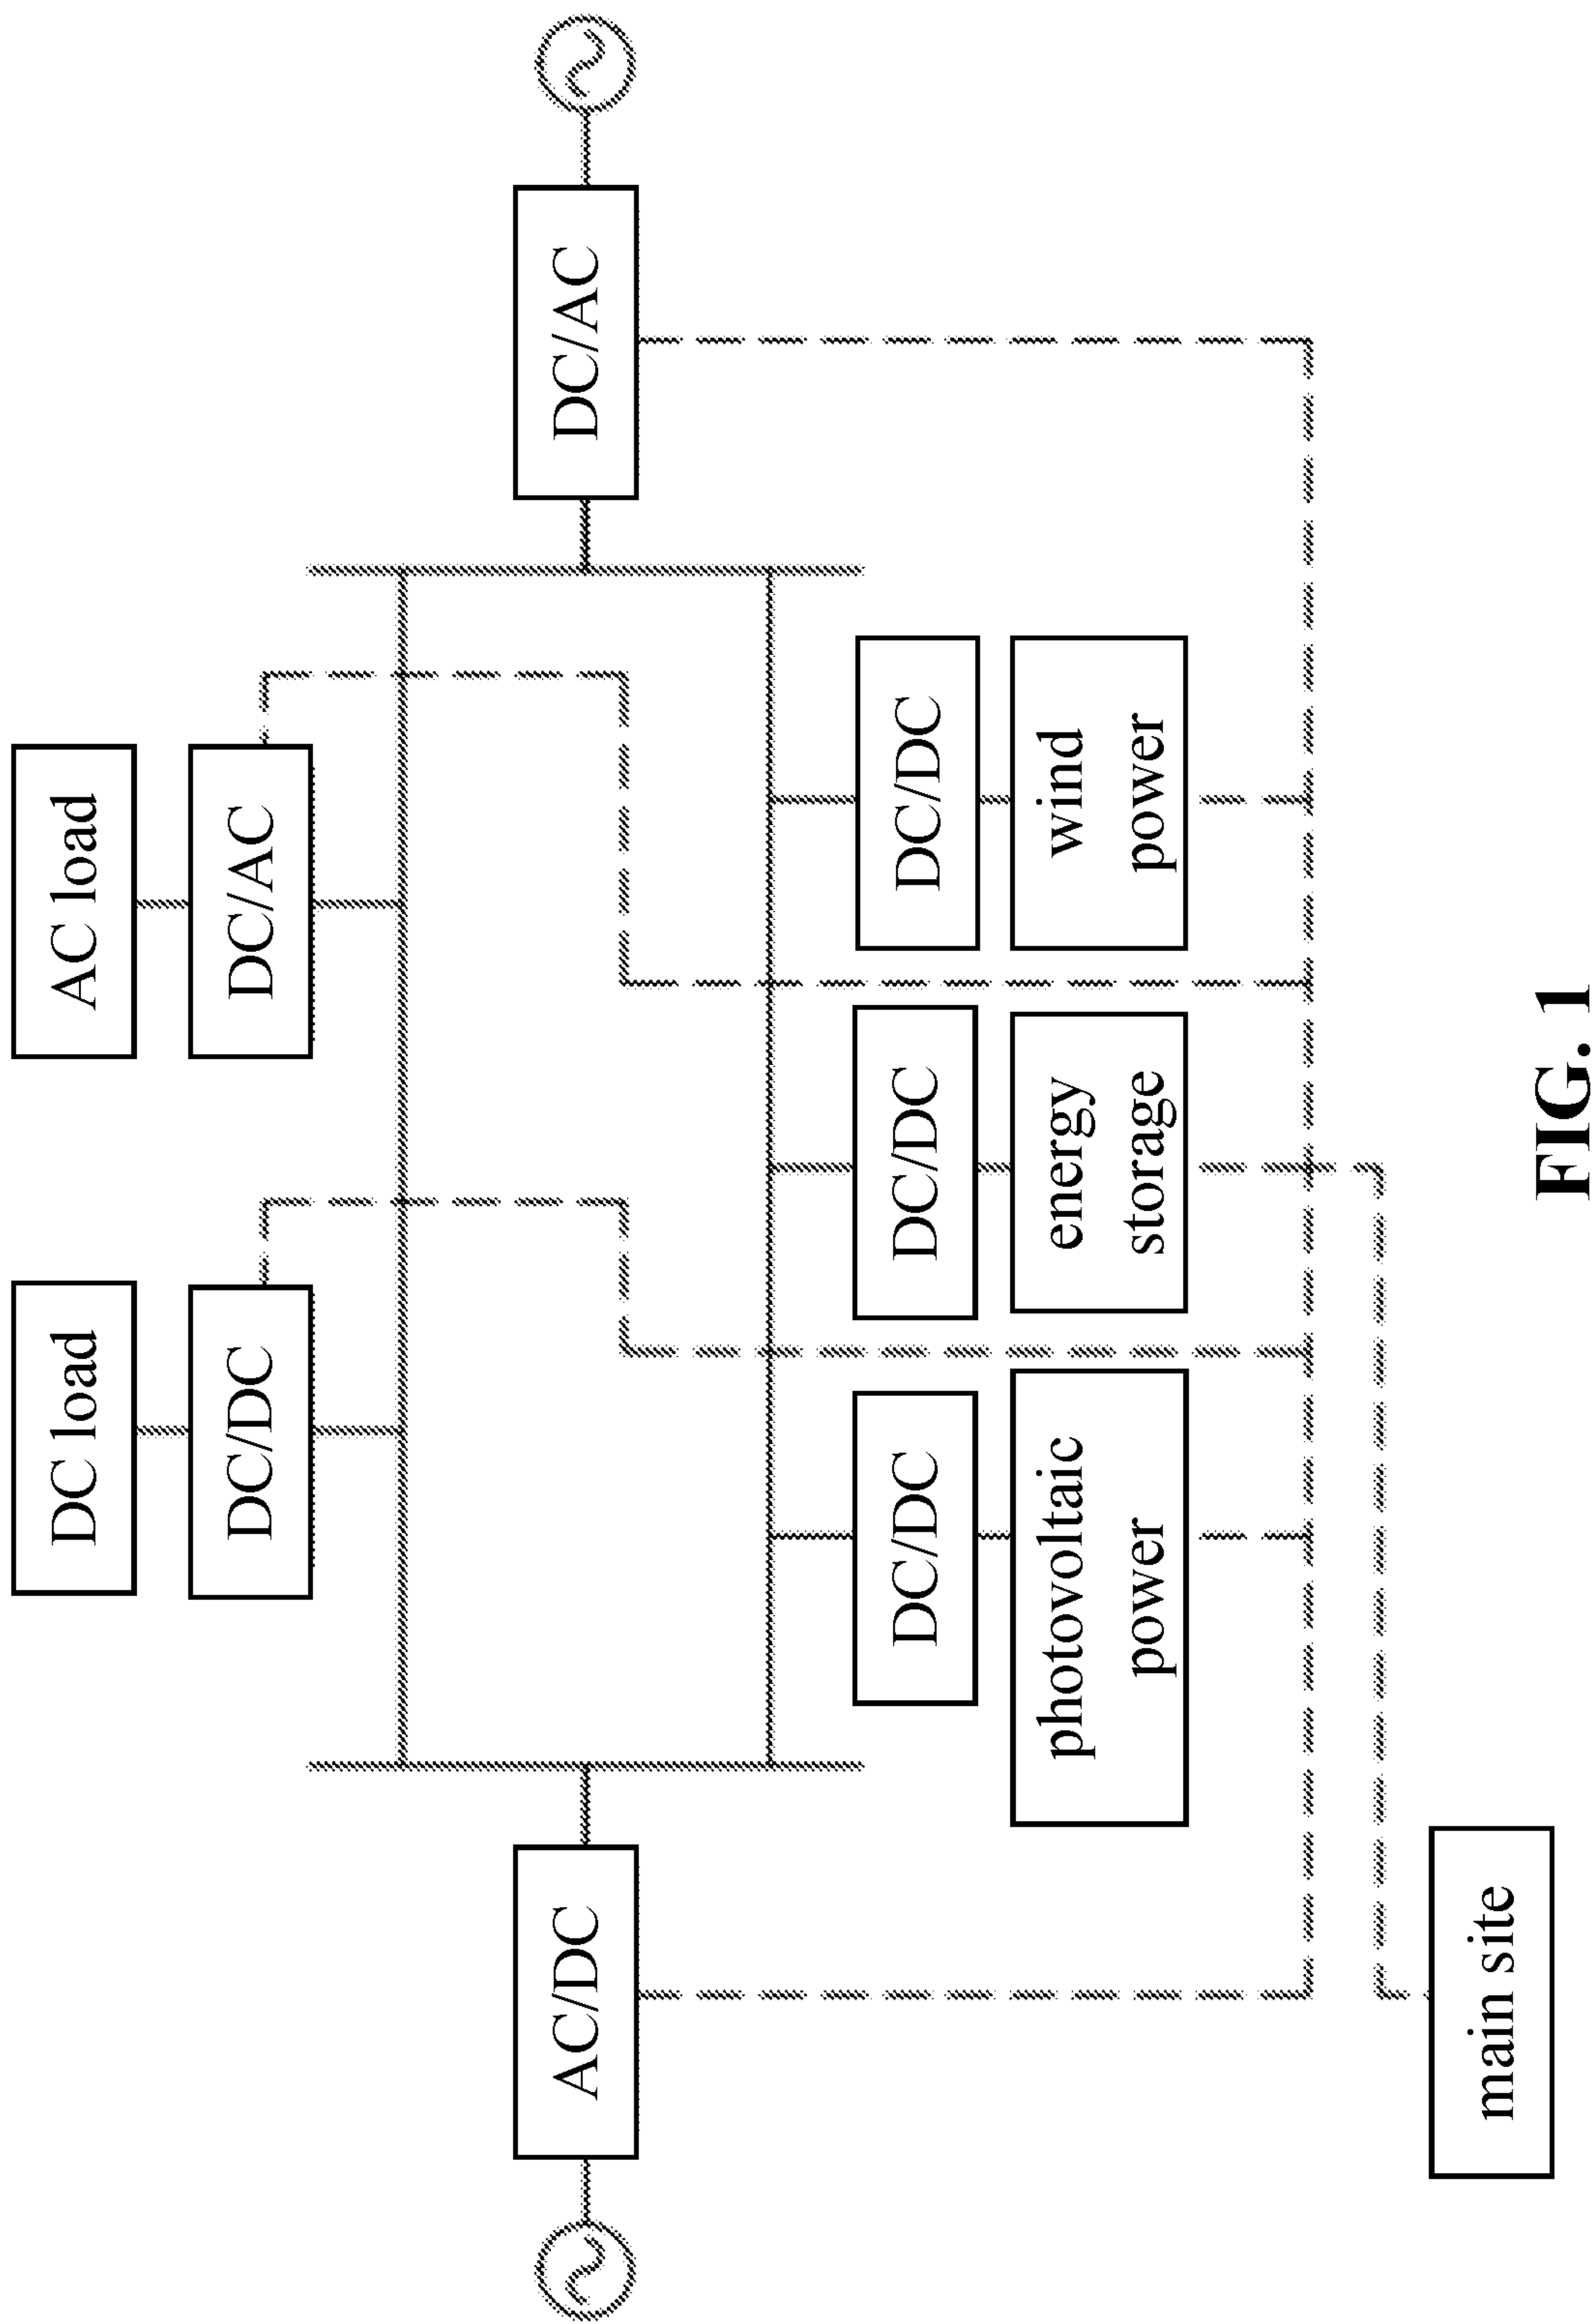 DC load
AC load
DC/DC
DC/AC
AC/DC
DC/AC
DC/DC
DC/DC
DC/DC
photovoltaic
power
energy
storage
wind
power
main site
FIG. 1